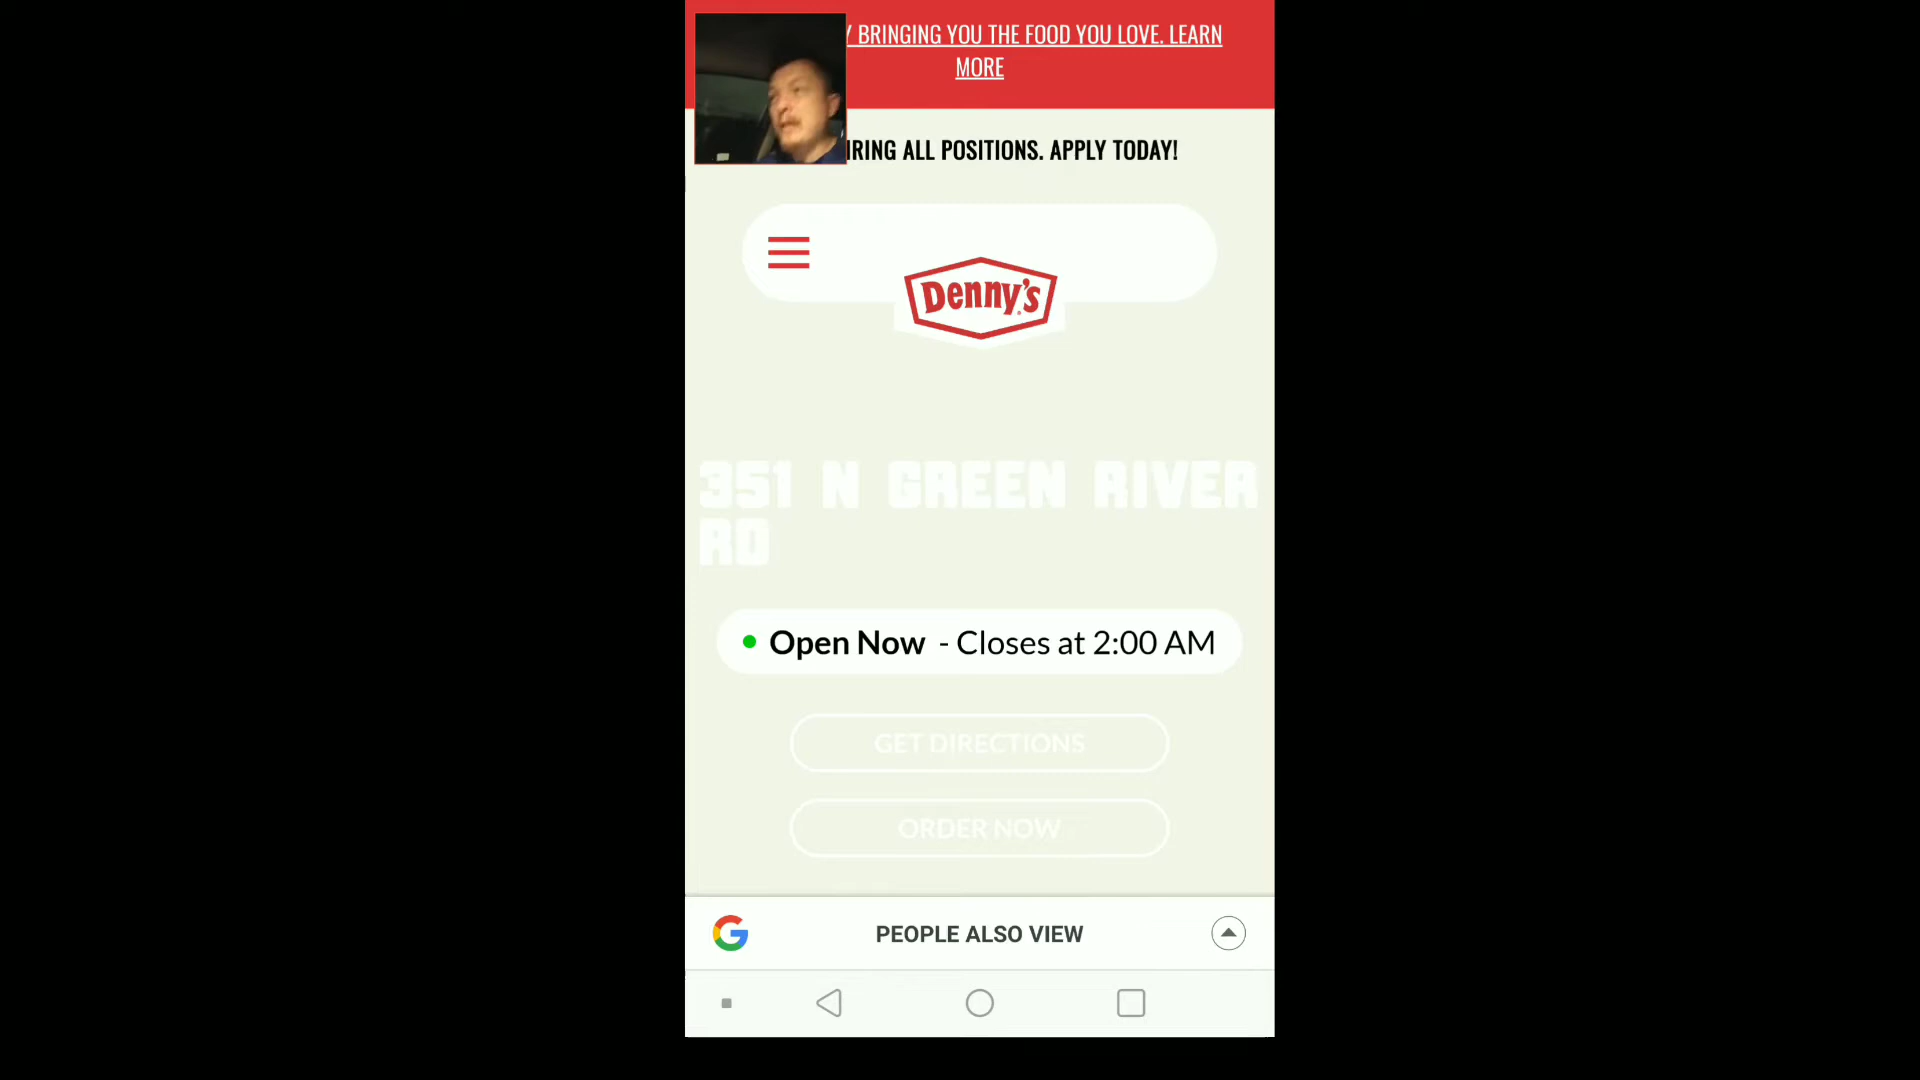 BRINGING YOU THE FOOD YOU LOVE. LEARN
MORE
IRING ALL POSITIONS. APPLY TODAY!
Denny's
351 N GREEN RIVER
RD
Open Now - Closes at 2:00 AM
GET DIRECTIONS
ORDER NOW
PEOPLE ALSO VIEW